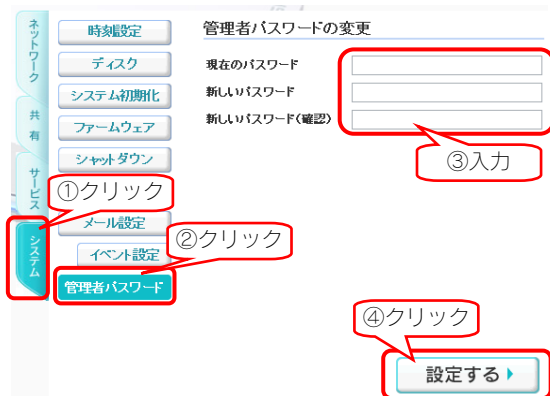 ネットワーク
共有
サービス
システム
時刻設定
ディスク
システム初期化
ファームウェア
シャットダウン
①クリック
メール設定
イベント設定
②クリック
管理者パスワード
管理者パスワードの変更
現在のパスワード
新しいパスワード
新しいパスワード(確認)
③入力
④クリック
設定する